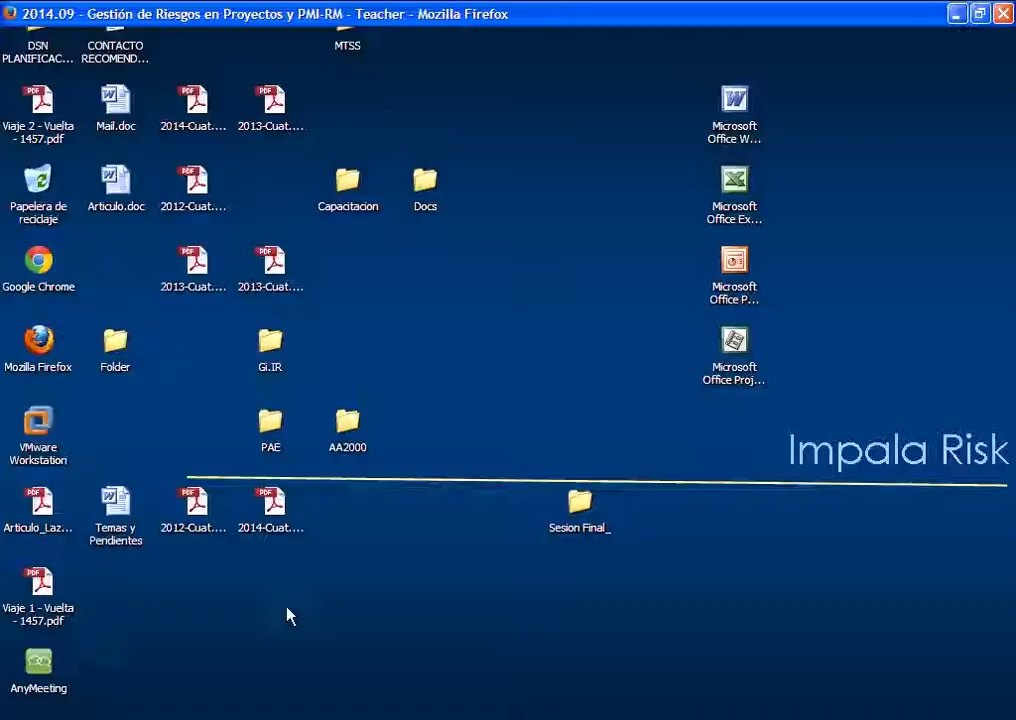 2014.09 - Gestión de Riesgos en Proyectos y PMI-RM - Teacher - Mozilla Firefox
DSN
PLANIFICAC...
CONTACTO
RECOMEND...
MTSS
Viaje 2 - Vuelta
- 1457.pdf
Mail.doc
2014-Cuat....
2013-Cuat....
Microsoft
Office W...
Papelera de
reciclaje
Articulo.doc
2012-Cuat....
Capacitacion
Docs
Microsoft
Office Ex...
Google Chrome
2013-Cuat....
2013-Cuat....
Microsoft
Office P...
Mozilla Firefox
Folder
Gi.IR
Microsoft
Office Proj...
VMware
Workstation
PAE
AA2000
Impala Risk
Articulo_Laz...
Temas y
Pendientes
2012-Cuat....
2014-Cuat....
Sesion Final_
Viaje 1 - Vuelta
- 1457.pdf
AnyMeeting